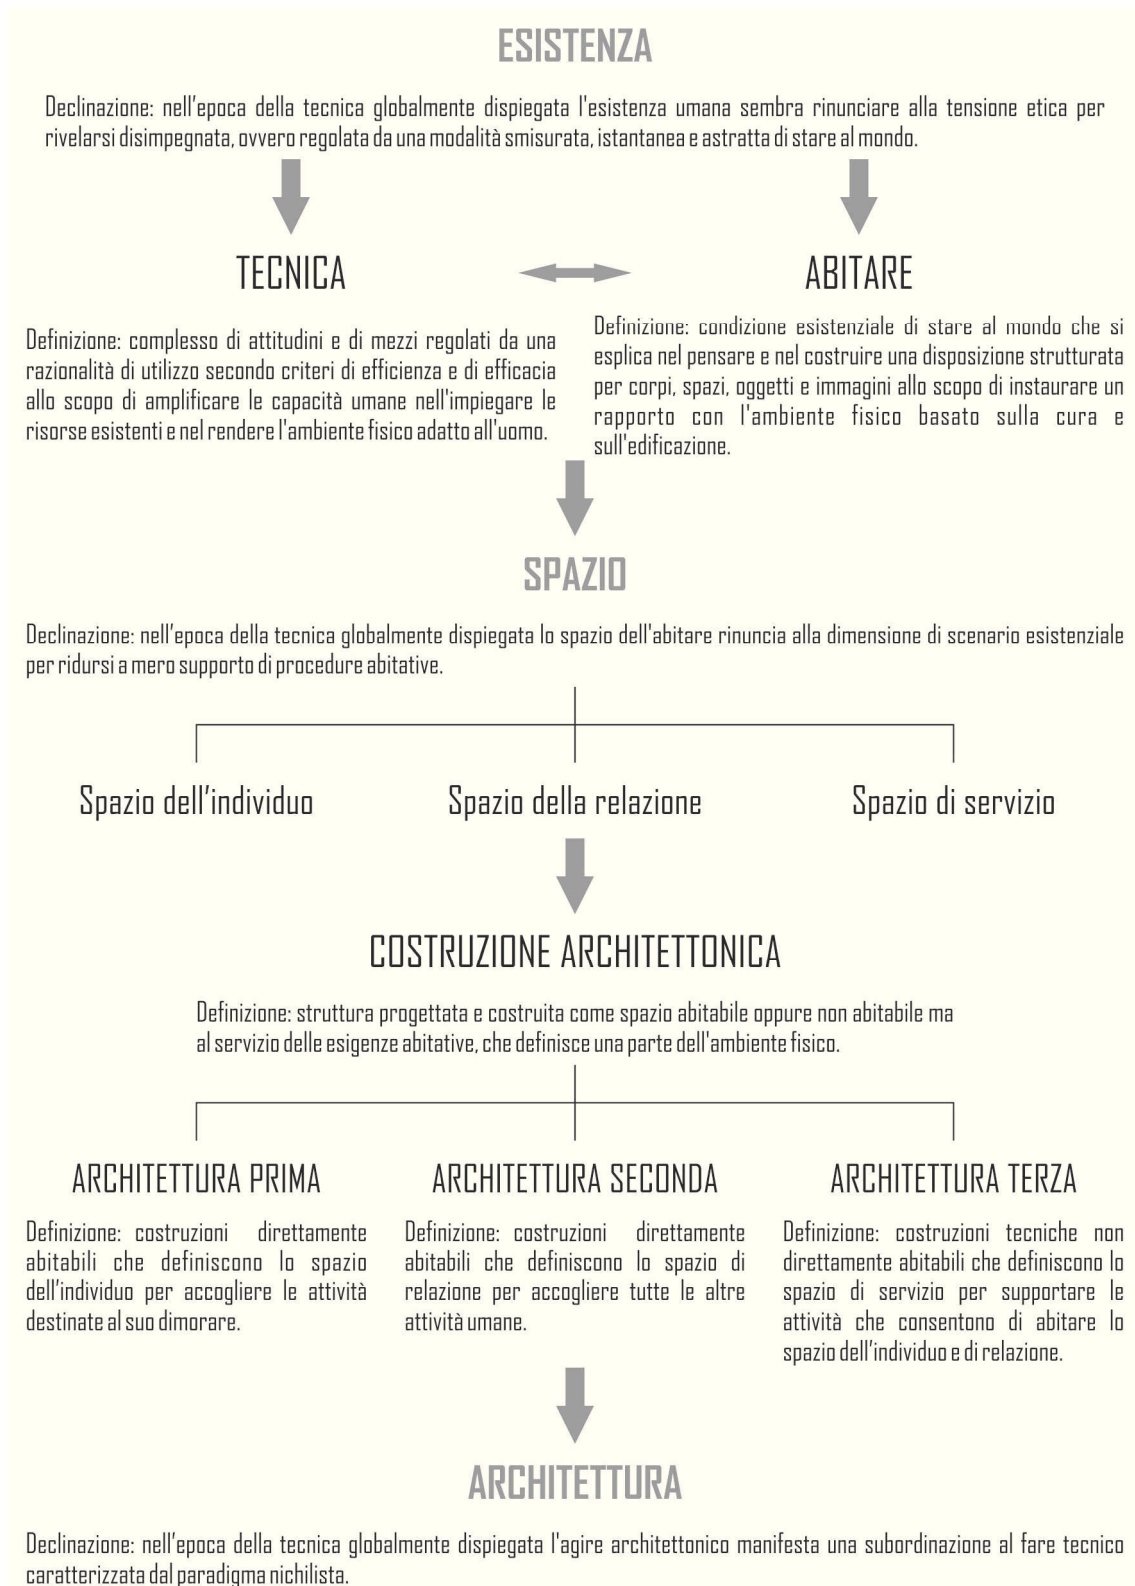 ESISTENZA
Declinazione: nell'epoca della tecnica globalmente dispiegata l'esistenza umana sembra rinunciare alla tensione etica per
rivelarsi disimpegnata, ovvero regolata da una modalità smisurata, istantanea e astratta di stare al mondo.
TECNICA
Definizione: complesso di attitudini e di mezzi regolati da una
razionalità di utilizzo secondo criteri di efficienza e di efficacia
allo scopo di amplificare le capacità umane nell'impiegare le
risorse esistenti e nel rendere l'ambiente fisico adatto all'uomo.
ABITARE
Definizione: condizione esistenziale di stare al mondo che si
esplica nel pensare e nel costruire una disposizione strutturata
per corpi, spazi, oggetti e immagini allo scopo di instaurare un
rapporto con l'ambiente fisico basato sulla cura e
sull'edificazione.
SPAZIO
Declinazione: nell'epoca della tecnica globalmente dispiegata lo spazio dell'abitare rinuncia alla dimensione di scenario esistenziale
per ridursi a mero supporto di procedure abitative.
Spazio dell'individuo
Spazio della relazione
Spazio di servizio
COSTRUZIONE ARCHITETTONICA
Definizione: struttura progettata e costruita come spazio abitabile oppure non abitabile ma
al servizio delle esigenze abitative, che definisce una parte dell'ambiente fisico.
ARCHITETTURA PRIMA
Definizione: costruzioni direttamente
abitabili che definiscono lo spazio
dell'individuo per accogliere le attività
destinate al suo dimorare.
ARCHITETTURA SECONDA
Definizione: costruzioni direttamente
abitabili che definiscono lo spazio di
relazione per accogliere tutte le altre
attività umane.
ARCHITETTURA TERZA
Definizione: costruzioni tecniche non
direttamente abitabili che definiscono lo
spazio di servizio per supportare le
attività che consentono di abitare lo
spazio dell'individuo e di relazione.
ARCHITETTURA
Declinazione: nell'epoca della tecnica globalmente dispiegata l'agire architettonico manifesta una subordinazione al fare tecnico
caratterizzata dal paradigma nichilista.